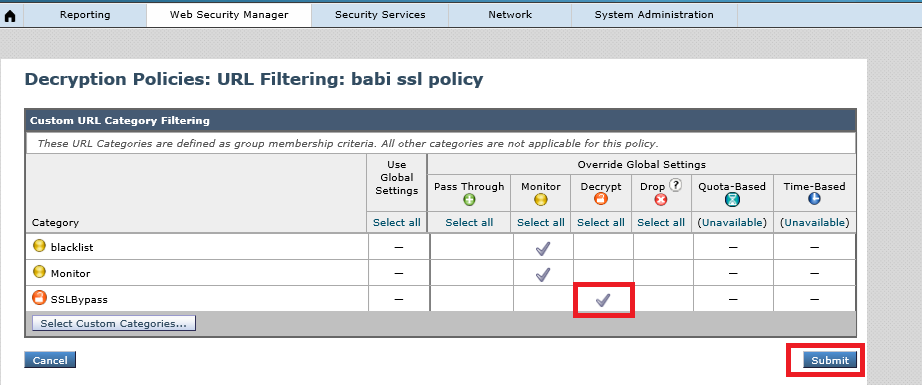 Reporting Web Security Manager Security Services Network System Administration
Decryption Policies: URL Filtering: babi ssl policy
Custom URL Category Filtering
These URL Categories are defined as group membership criteria. All other categories are not applicable for this policy.
Category
Use
Global
Settings
Override Global Settings
Pass Through Monitor Decrypt Drop ? Quota-Based Time-Based
Select all Select all Select all Select all Select all (Unavailable) (Unavailable)
blacklist – – –
Monitor – – –
SSLBypass – – –
Select Custom Categories...
Cancel Submit